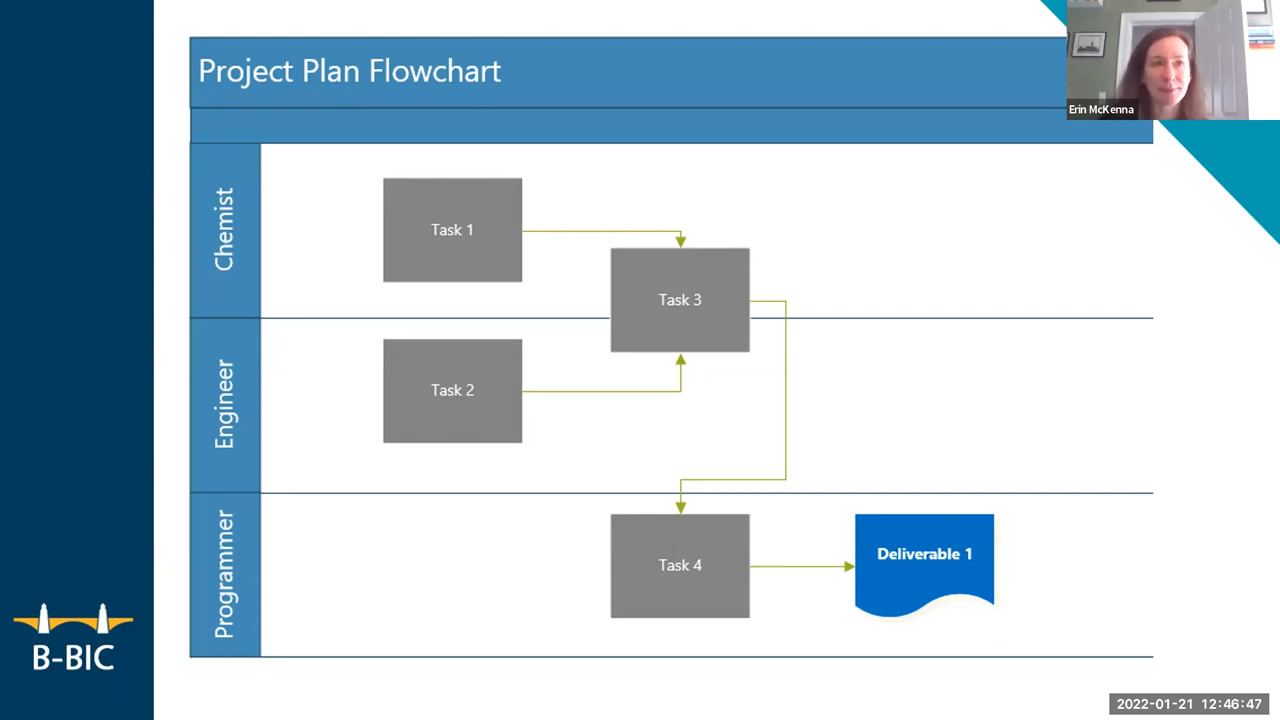 Project Plan Flowchart
Erin McKenna
Chemist
Task 1
Task 3
Engineer
Task 2
Programmer
Task 4
Deliverable 1
B-BIC
2022-01-21 12:46:47